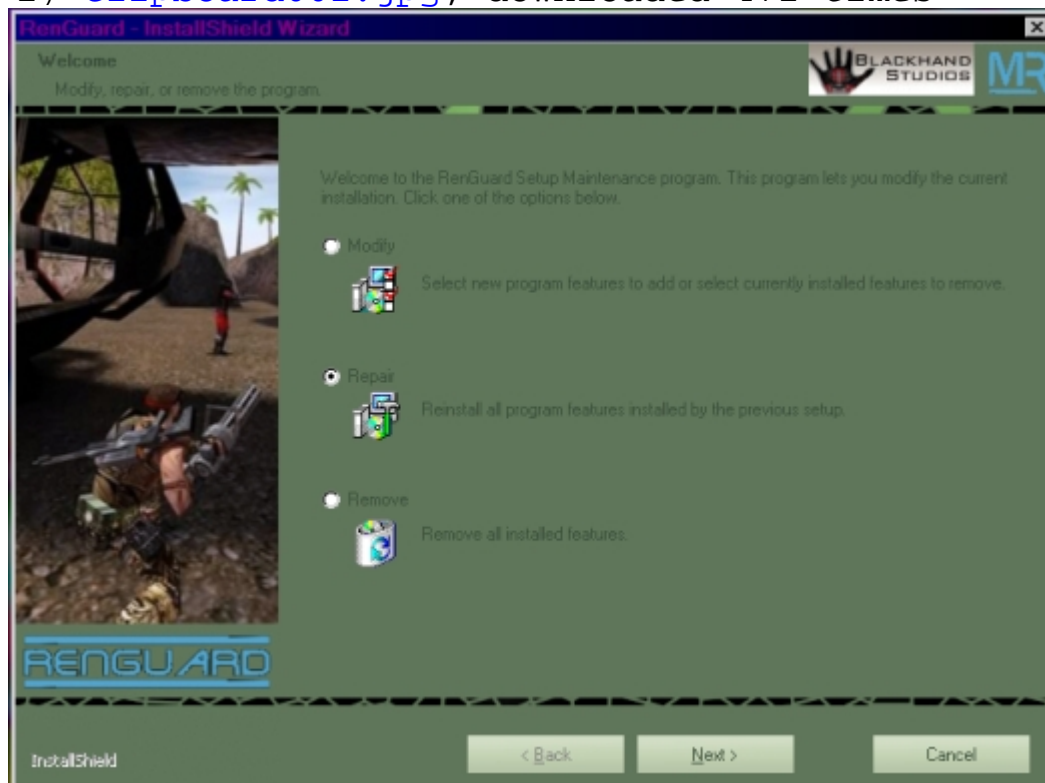 RenGuard - InstallShield Wizard
Welcome
Modify, repair, or remove the program.
BLACKHAND
STUDIOS
MR
Welcome to the RenGuard Setup Maintenance program. This program lets you modify the current
installation. Click one of the options below.
Modify
Select new program features to add or select currently installed features to remove.
Repair
Reinstall all program features installed by the previous setup.
Remove
Remove all installed features.
RENGUARD
InstallShield
< Back
Next >
Cancel